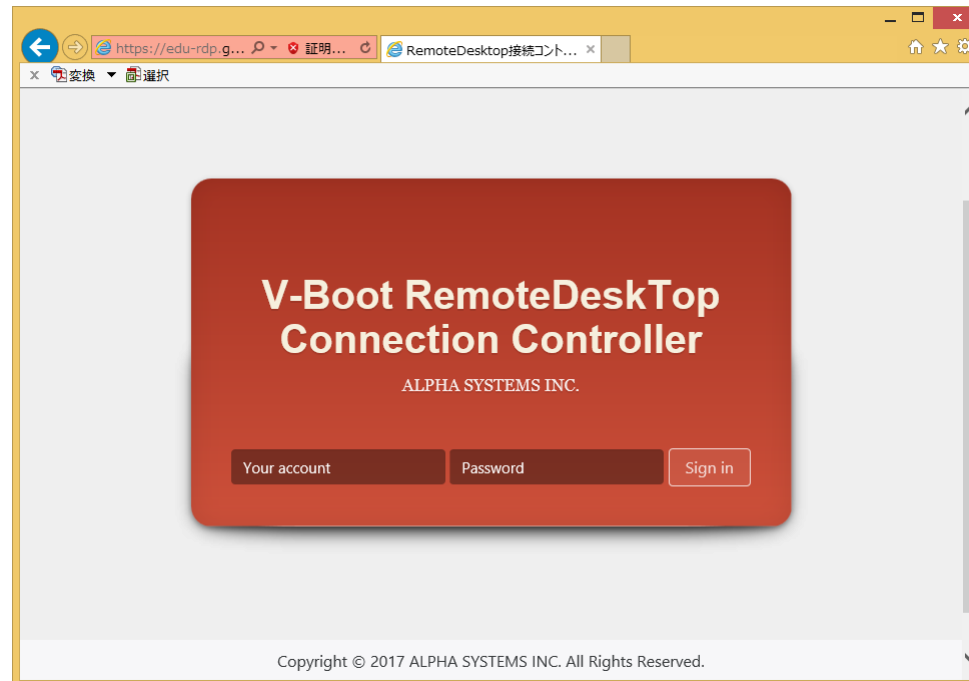 https://edu-rdp.g... 証明... RemoteDesktop接続コント...
変換 選択
V-Boot RemoteDeskTop
Connection Controller
ALPHA SYSTEMS INC.
Your account Password Sign in
Copyright © 2017 ALPHA SYSTEMS INC. All Rights Reserved.